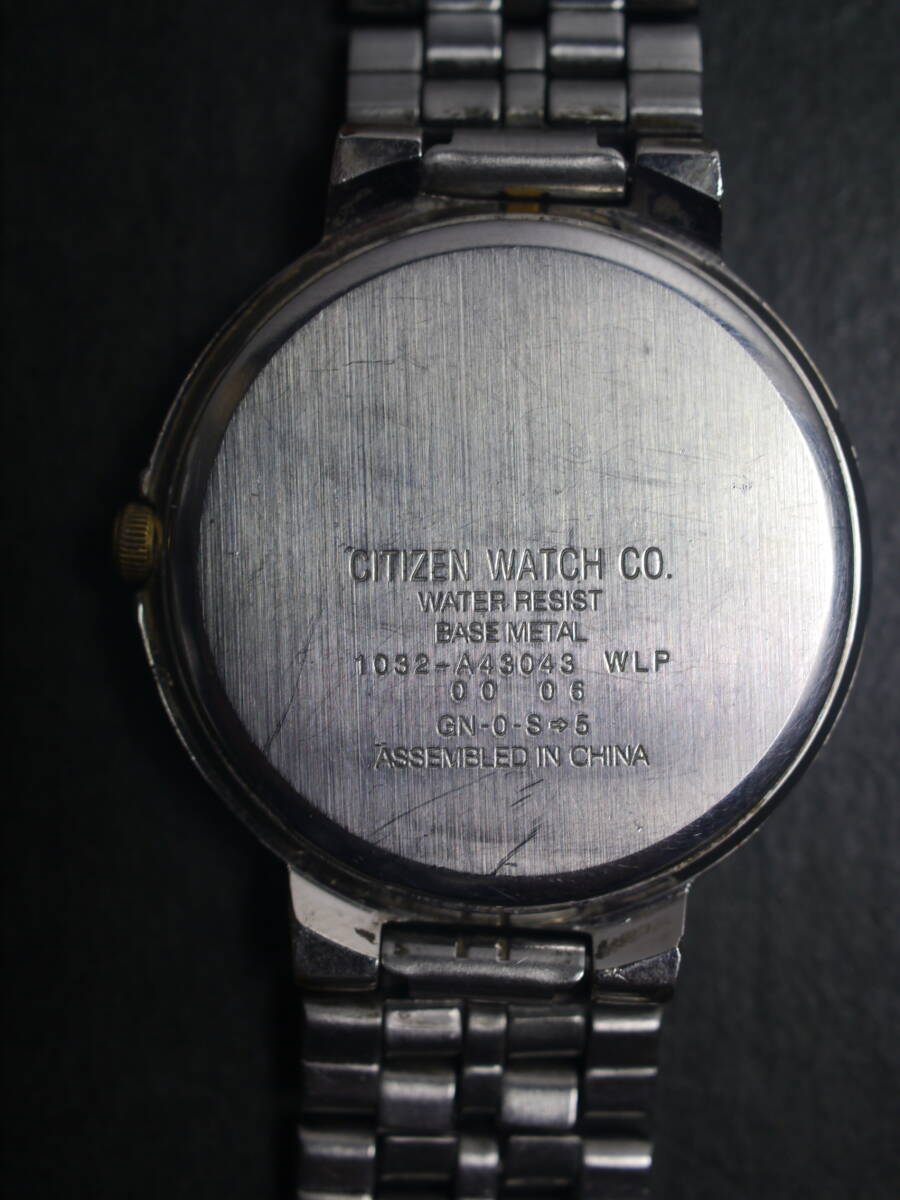 CITIZEN WATCH CO.
WATER RESIST
BASE METAL
1032-A43043 WLP
00 06
GN-0-S➩5
ASSEMBLED IN CHINA